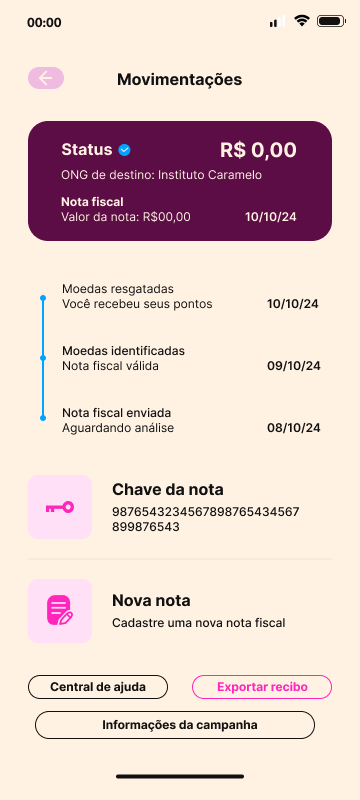 00:00
Movimentações
Status
R$ 0,00
ONG de destino: Instituto Caramelo
Nota fiscal
Valor da nota: R$00,00
10/10/24
Moedas resgatadas
Você recebeu seus pontos
10/10/24
Moedas identificadas
Nota fiscal válida
09/10/24
Nota fiscal enviada
Aguardando análise
08/10/24
Chave da nota
9876543234567898765434567
899876543
Nova nota
Cadastre uma nova nota fiscal
Central de ajuda
Exportar recibo
Informações da campanha